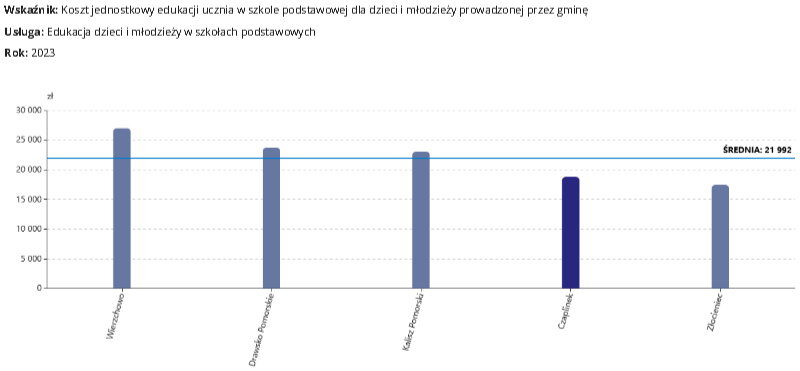 Wskaźnik: Koszt jednostkowy edukacji ucznia w szkole podstawowej dla dzieci i młodzieży prowadzonej przez gminę
Usługa: Edukacja dzieci i młodzieży w szkołach podstawowych
Rok: 2023
zł
30 000
25 000
20 000
15 000
10 000
5 000
0
ŚREDNIA: 21 992
Wierzchowo
Drawsko Pomorskie
Kalisz Pomorski
Czaplinek
Złocieniec